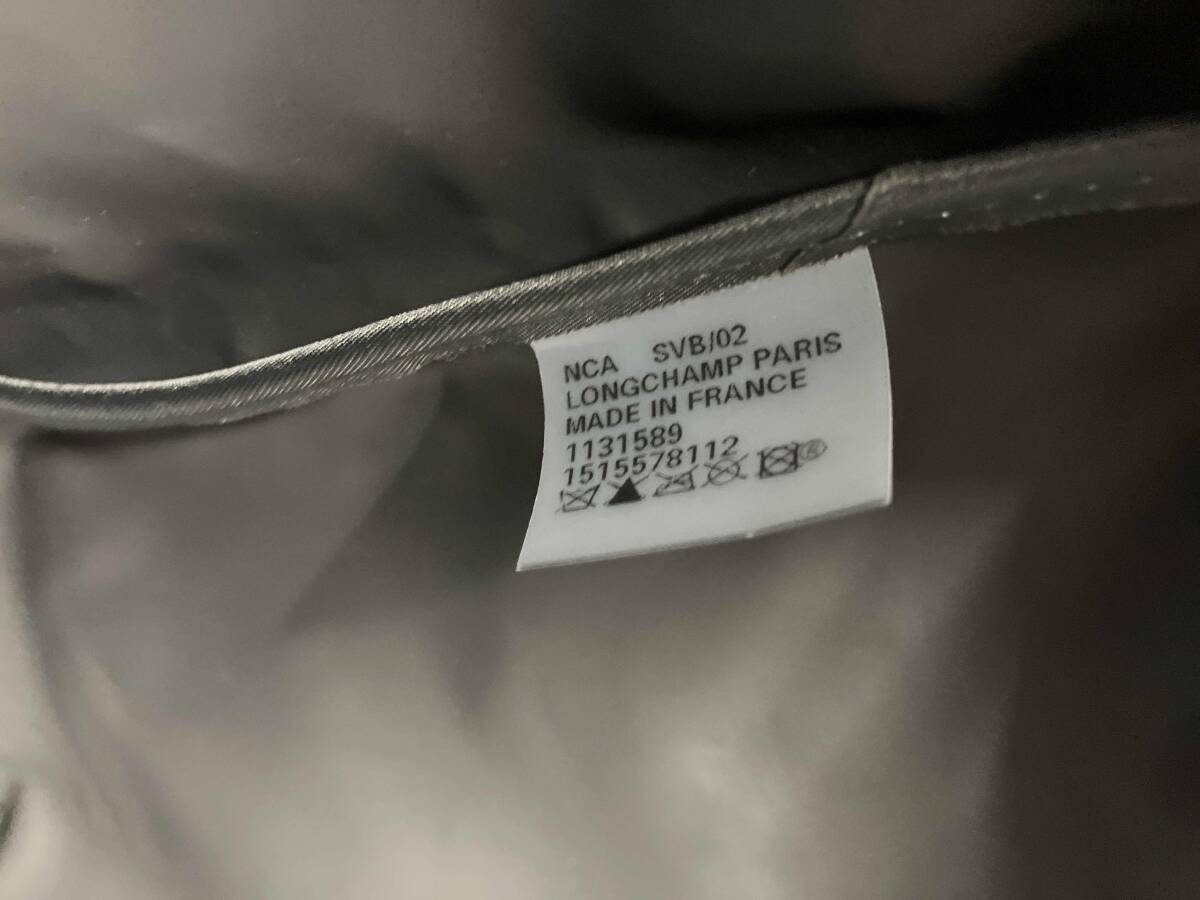 NCA SVB/02
LONGCHAMP PARIS
MADE IN FRANCE
1131589
1515578112
®